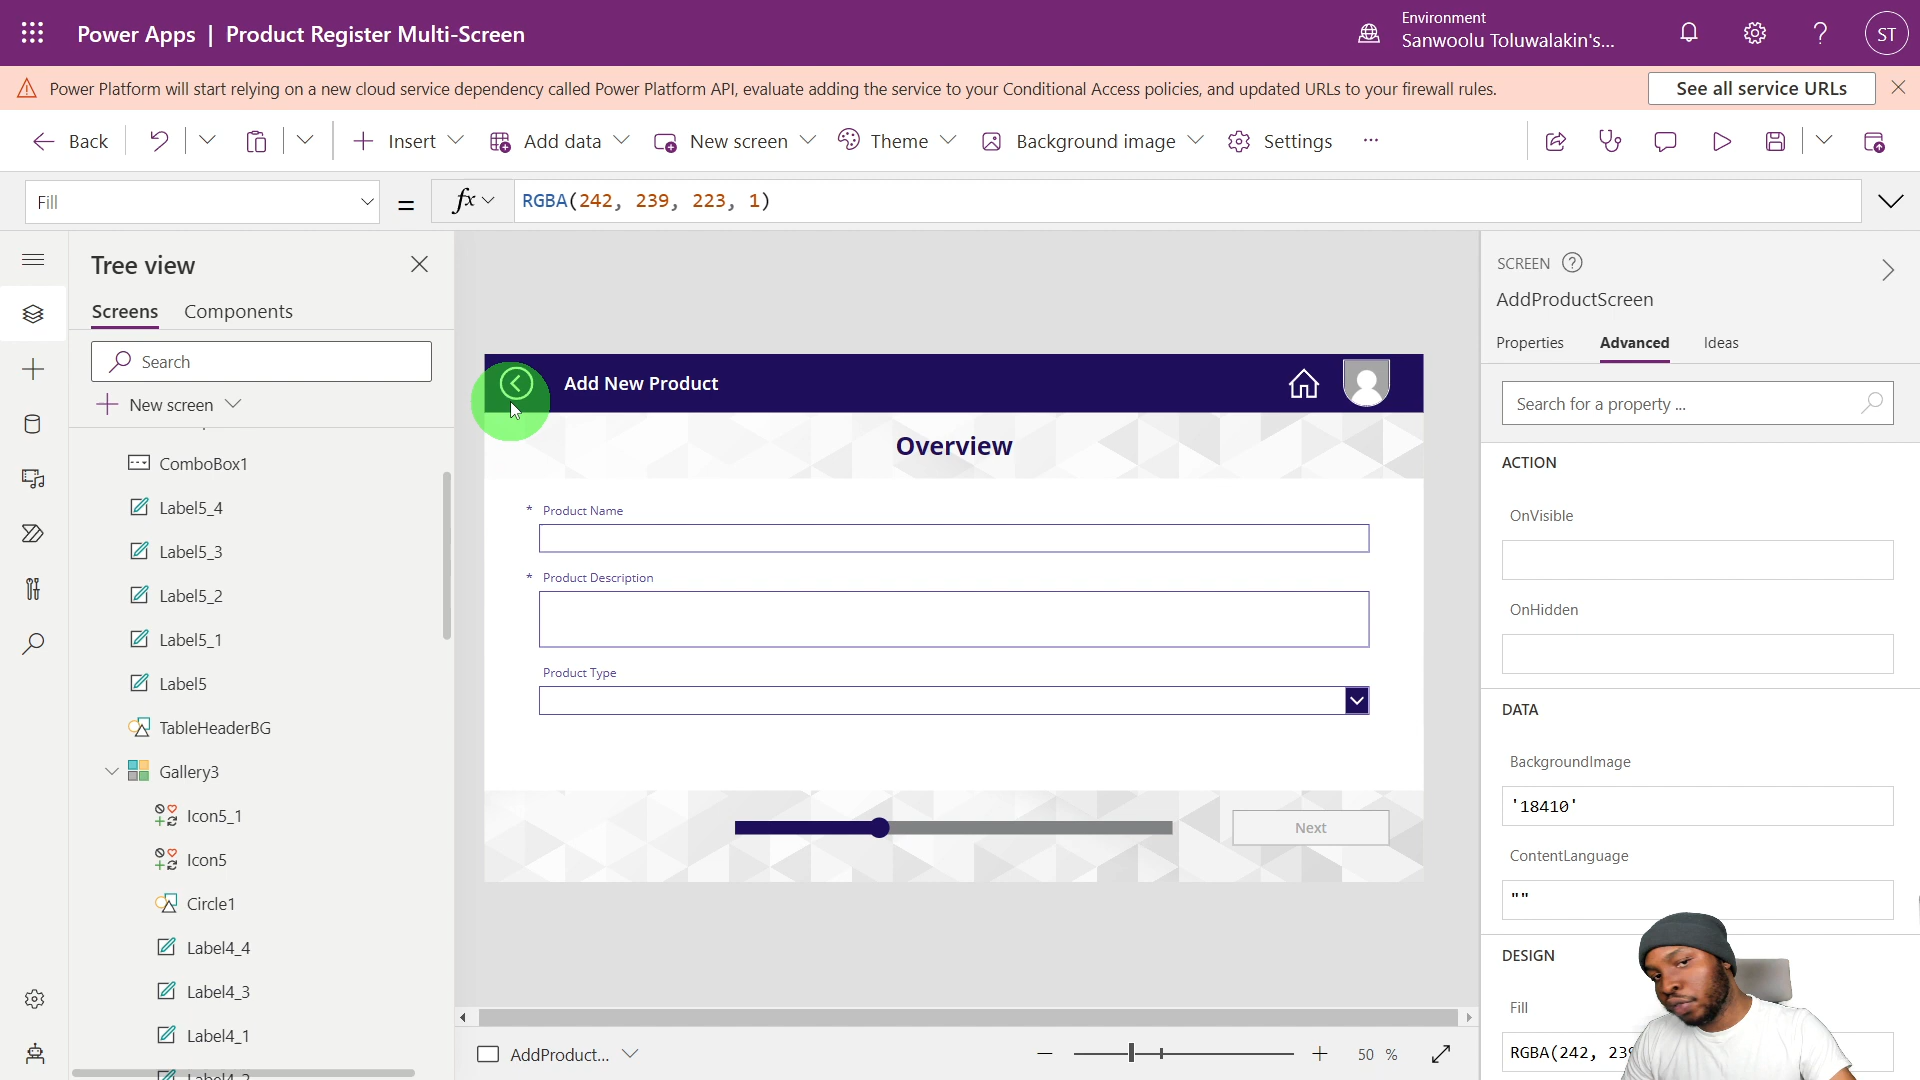 Power Apps | Product Register Multi-Screen
Environment
Sanwoolu Toluwalakin's...
ST
Power Platform will start relying on a new cloud service dependency called Power Platform API, evaluate adding the service to your Conditional Access policies, and updated URLs to your firewall rules.
See all service URLs
Back
Insert
Add data
New screen
Theme
Background image
Settings
Fill
=
fx
RGBA(242, 239, 223, 1)
Tree view
Screens
Components
Search
New screen
ComboBox1
Label5_4
Label5_3
Label5_2
Label5_1
Label5
TableHeaderBG
Gallery3
Icon5_1
Icon5
Circle1
Label4_4
Label4_3
Label4_1
Add New Product
Overview
* Product Name
* Product Description
Product Type
Next
AddProduct...
50 %
SCREEN
AddProductScreen
Properties
Advanced
Ideas
Search for a property ...
ACTION
OnVisible
OnHidden
DATA
BackgroundImage
'18410'
ContentLanguage
""
DESIGN
Fill
RGBA(242,